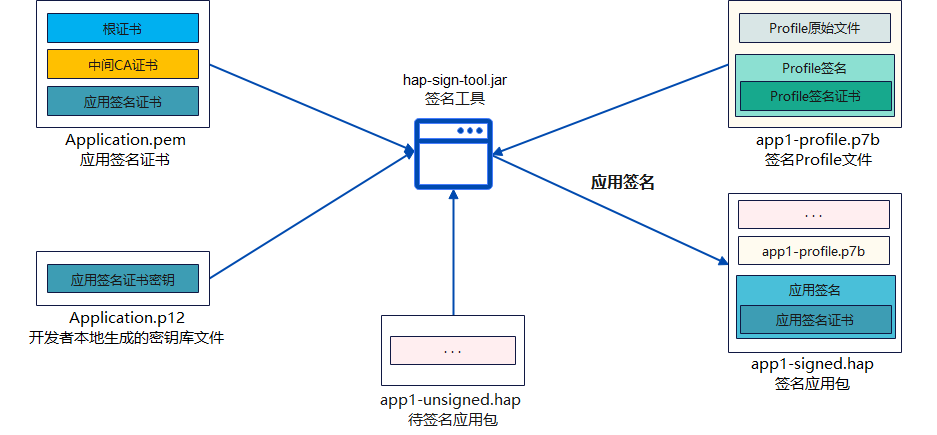 根证书
中间CA证书
应用签名证书
Application.pem
应用签名证书
hap-sign-tool.jar
签名工具
Profile原始文件
Profile签名
Profile签名证书
app1-profile.p7b
签名Profile文件
应用签名
应用签名证书密钥
Application.p12
开发者本地生成的密钥库文件
...
app1-unsigned.hap
待签名应用包
...
app1-profile.p7b
应用签名
应用签名证书
app1-signed.hap
签名应用包